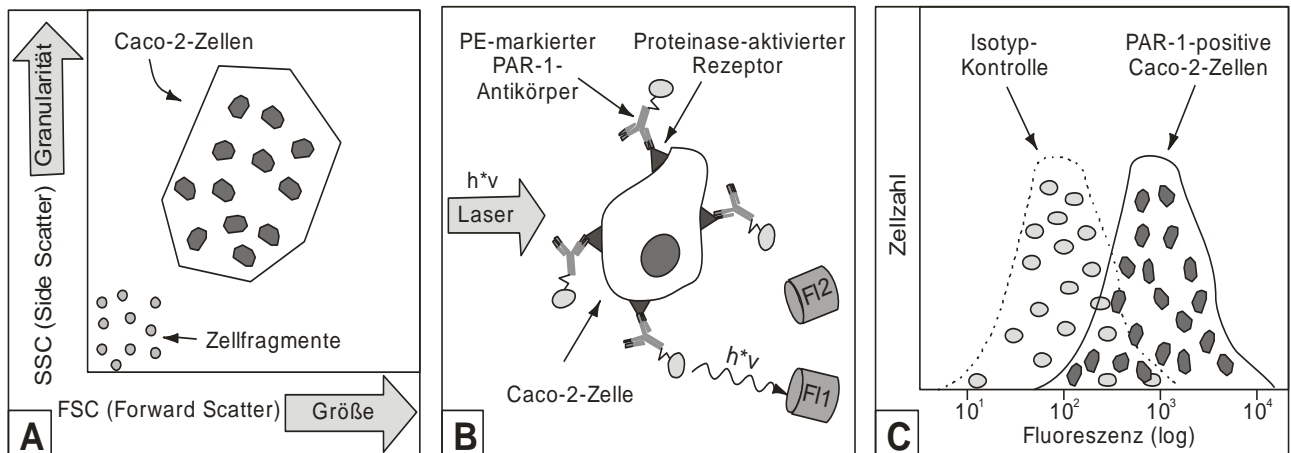 Caco-2-Zellen
Zellfragmente
SSC (Side Scatter)
Granularität
FSC (Forward Scatter)
Größe
A
PE-markierter
PAR-1-
Antikörper
Proteinase-aktivierter
Rezeptor
h*v
Laser
Fl2
h*v
Fl1
Caco-2-Zelle
B
Isotyp-
Kontrolle
PAR-1-positive
Caco-2-Zellen
Zellzahl
10¹ 10² 10³ 10⁴
Fluoreszenz (log)
C